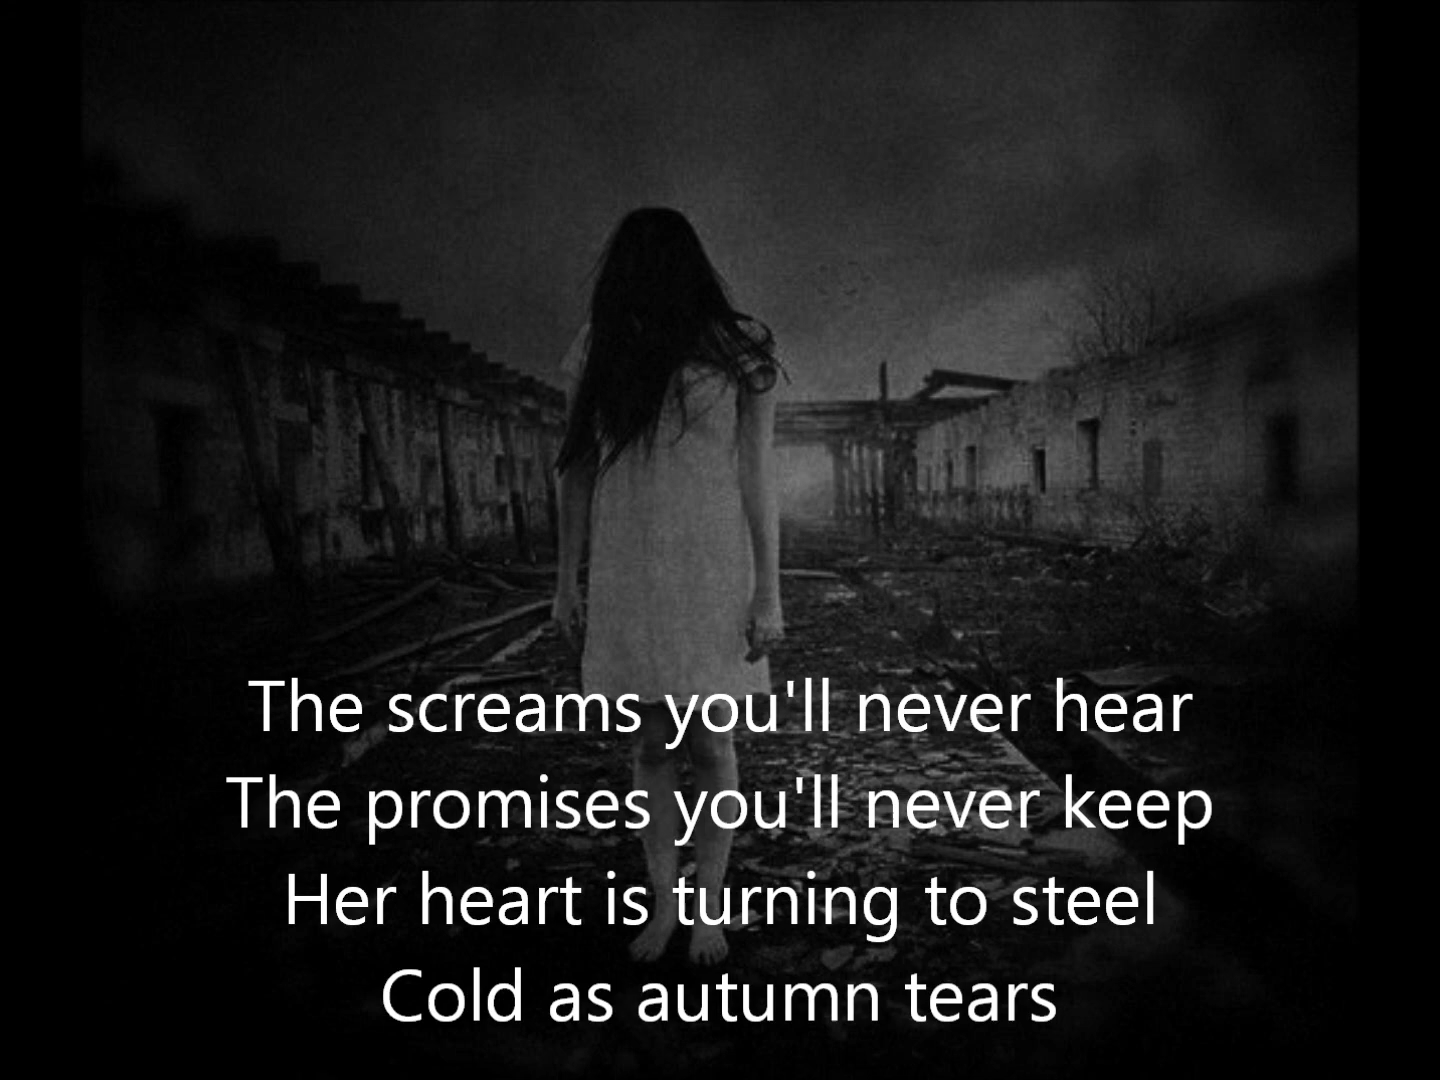 The screams you'll never hear
The promises you'll never keep
Her heart is turning to steel
Cold as autumn tears